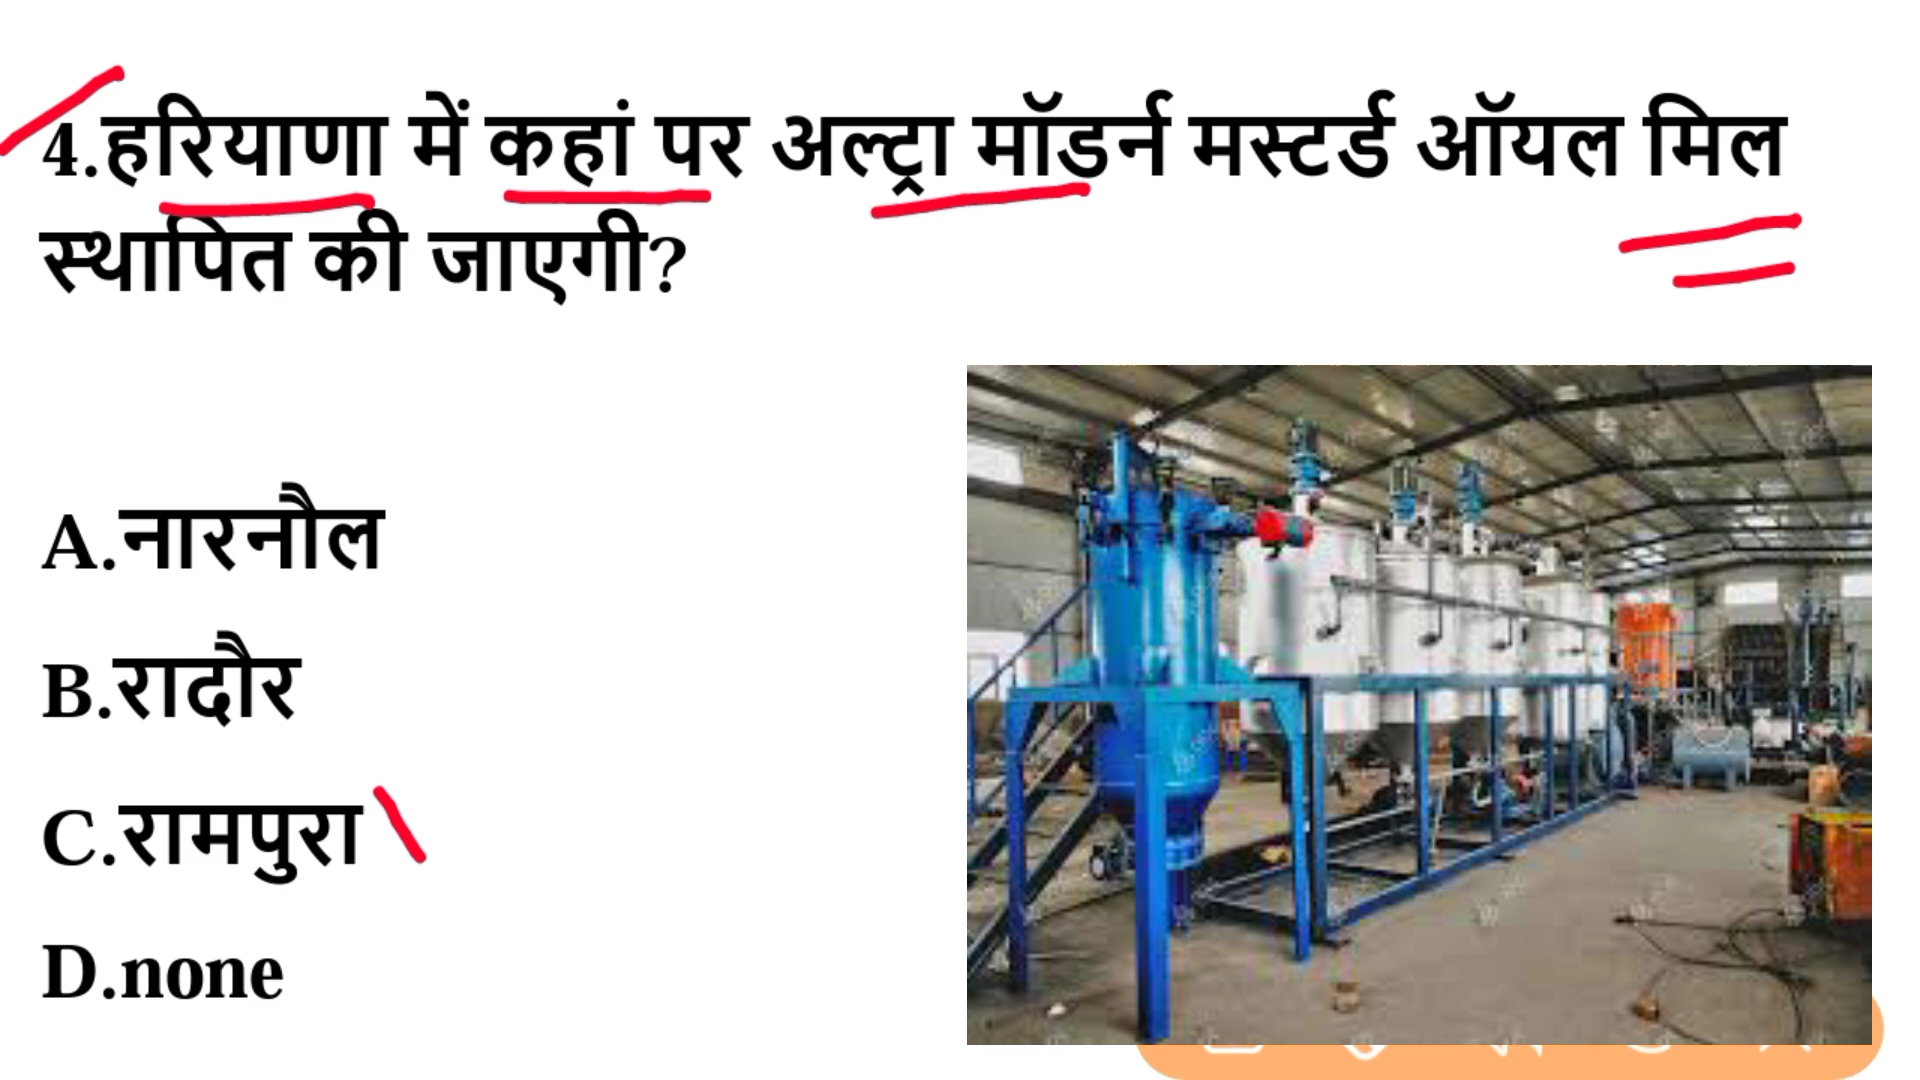 4.हरियाणा में कहां पर अल्ट्रा मॉडर्न मस्टर्ड ऑयल मिल
स्थापित की जाएगी?
A.नारनौल
B.रादौर
C.रामपुरा
D.none